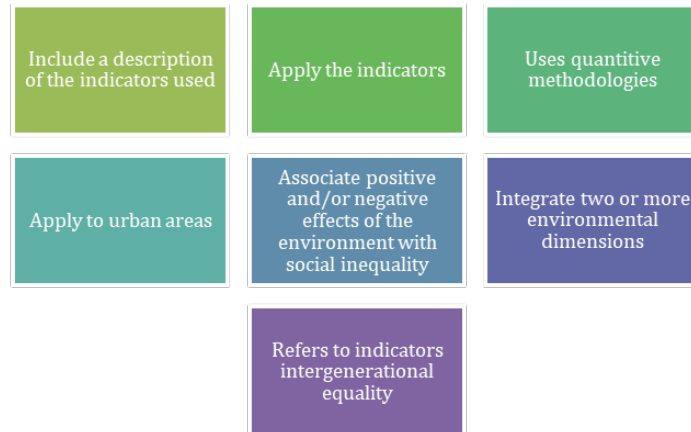 Include a description
of the indicators used
Apply the indicators
Uses quantitive
methodologies
Apply to urban areas
Associate positive
and/or negative
effects of the
environment with
social inequality
Integrate two or more
environmental
dimensions
Refers to indicators
intergenerational
equality